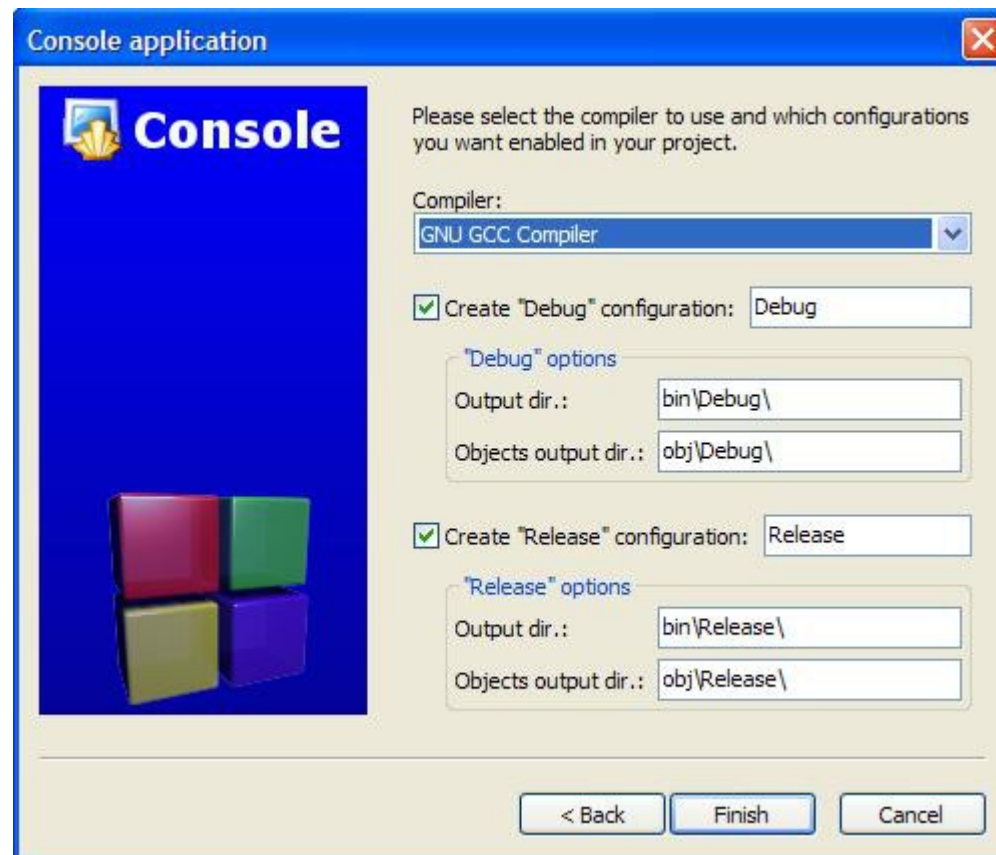 Console application
Console
Please select the compiler to use and which configurations
you want enabled in your project.
Compiler:
GNU GCC Compiler
Create "Debug" configuration: Debug
"Debug" options
Output dir.: bin\Debug\
Objects output dir.: obj\Debug\
Create "Release" configuration: Release
"Release" options
Output dir.: bin\Release\
Objects output dir.: obj\Release\
< Back Finish Cancel